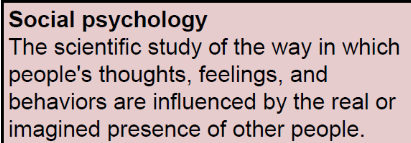 Social psychology
The scientific study of the way in which
people's thoughts, feelings, and
behaviors are influenced by the real or
imagined presence of other people.